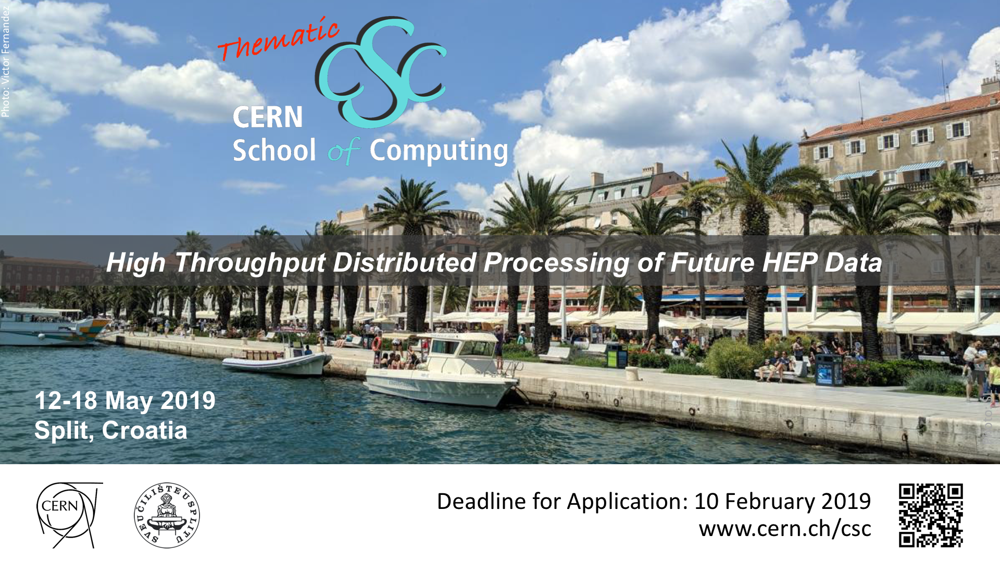 Photo: Victor Fernandez
Thematic
CSC
CERN
School of Computing
High Throughput Distributed Processing of Future HEP Data
12-18 May 2019
Split, Croatia
CERN
SVEUČILIŠTE U SPLITU
Deadline for Application: 10 February 2019
www.cern.ch/csc